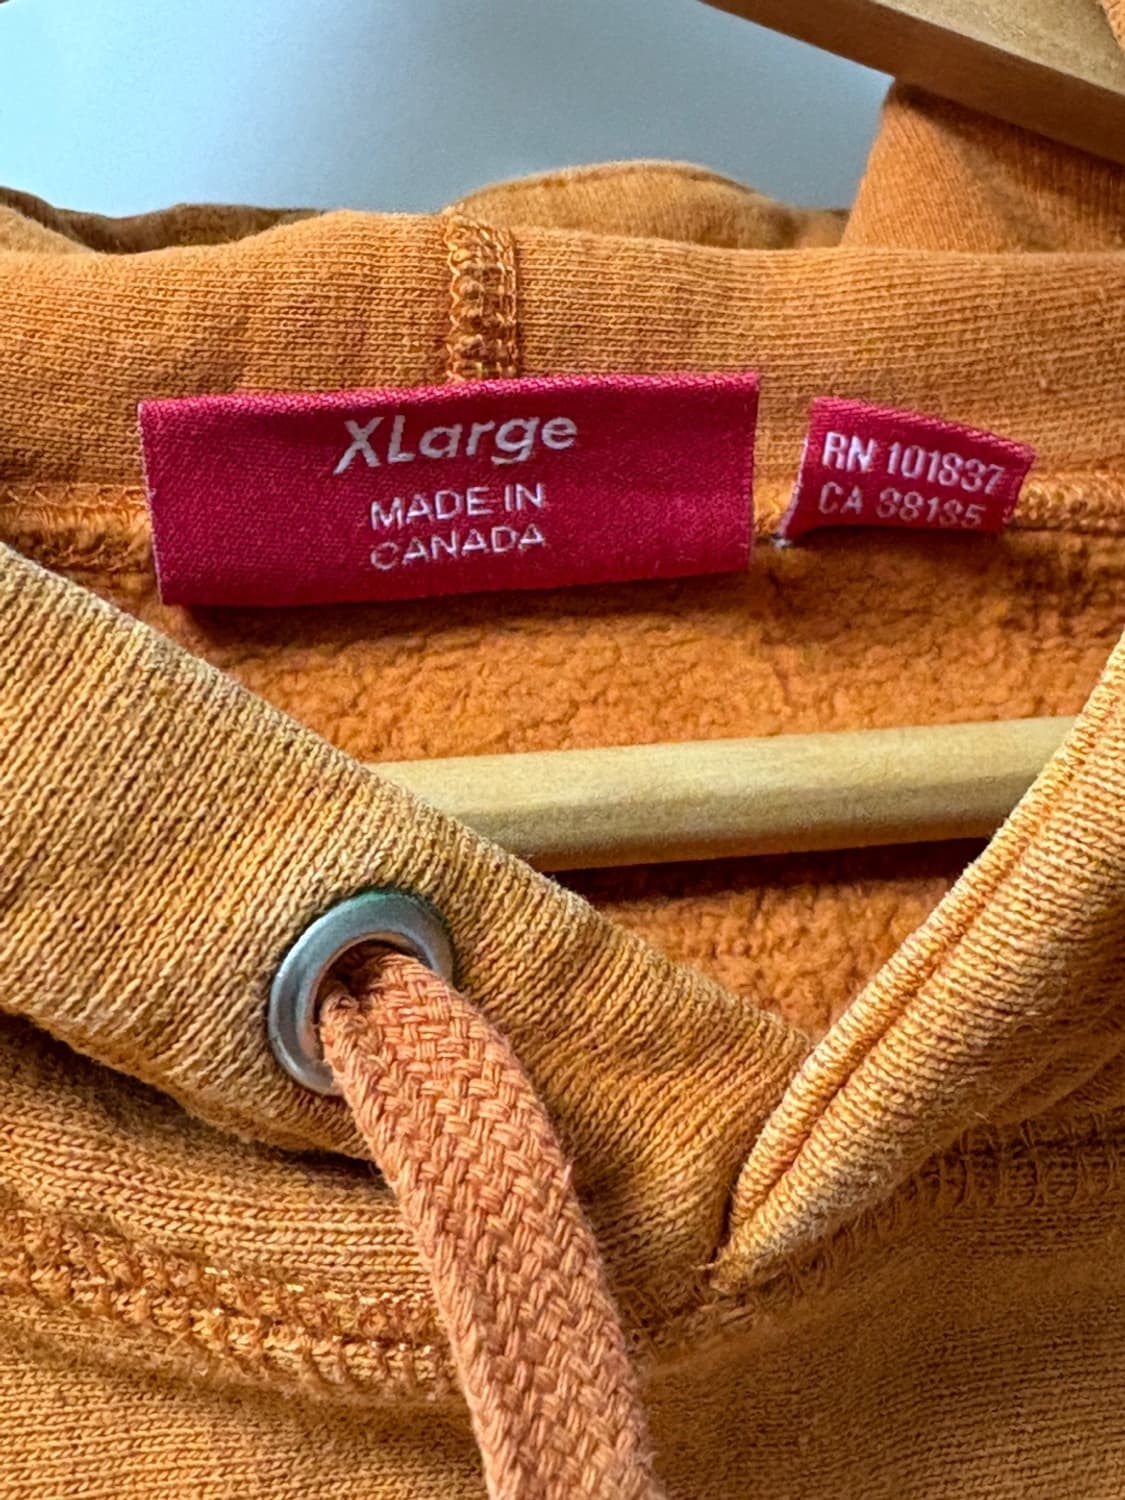 XLarge
MADE IN
CANADA
RN 101837
CA 38135